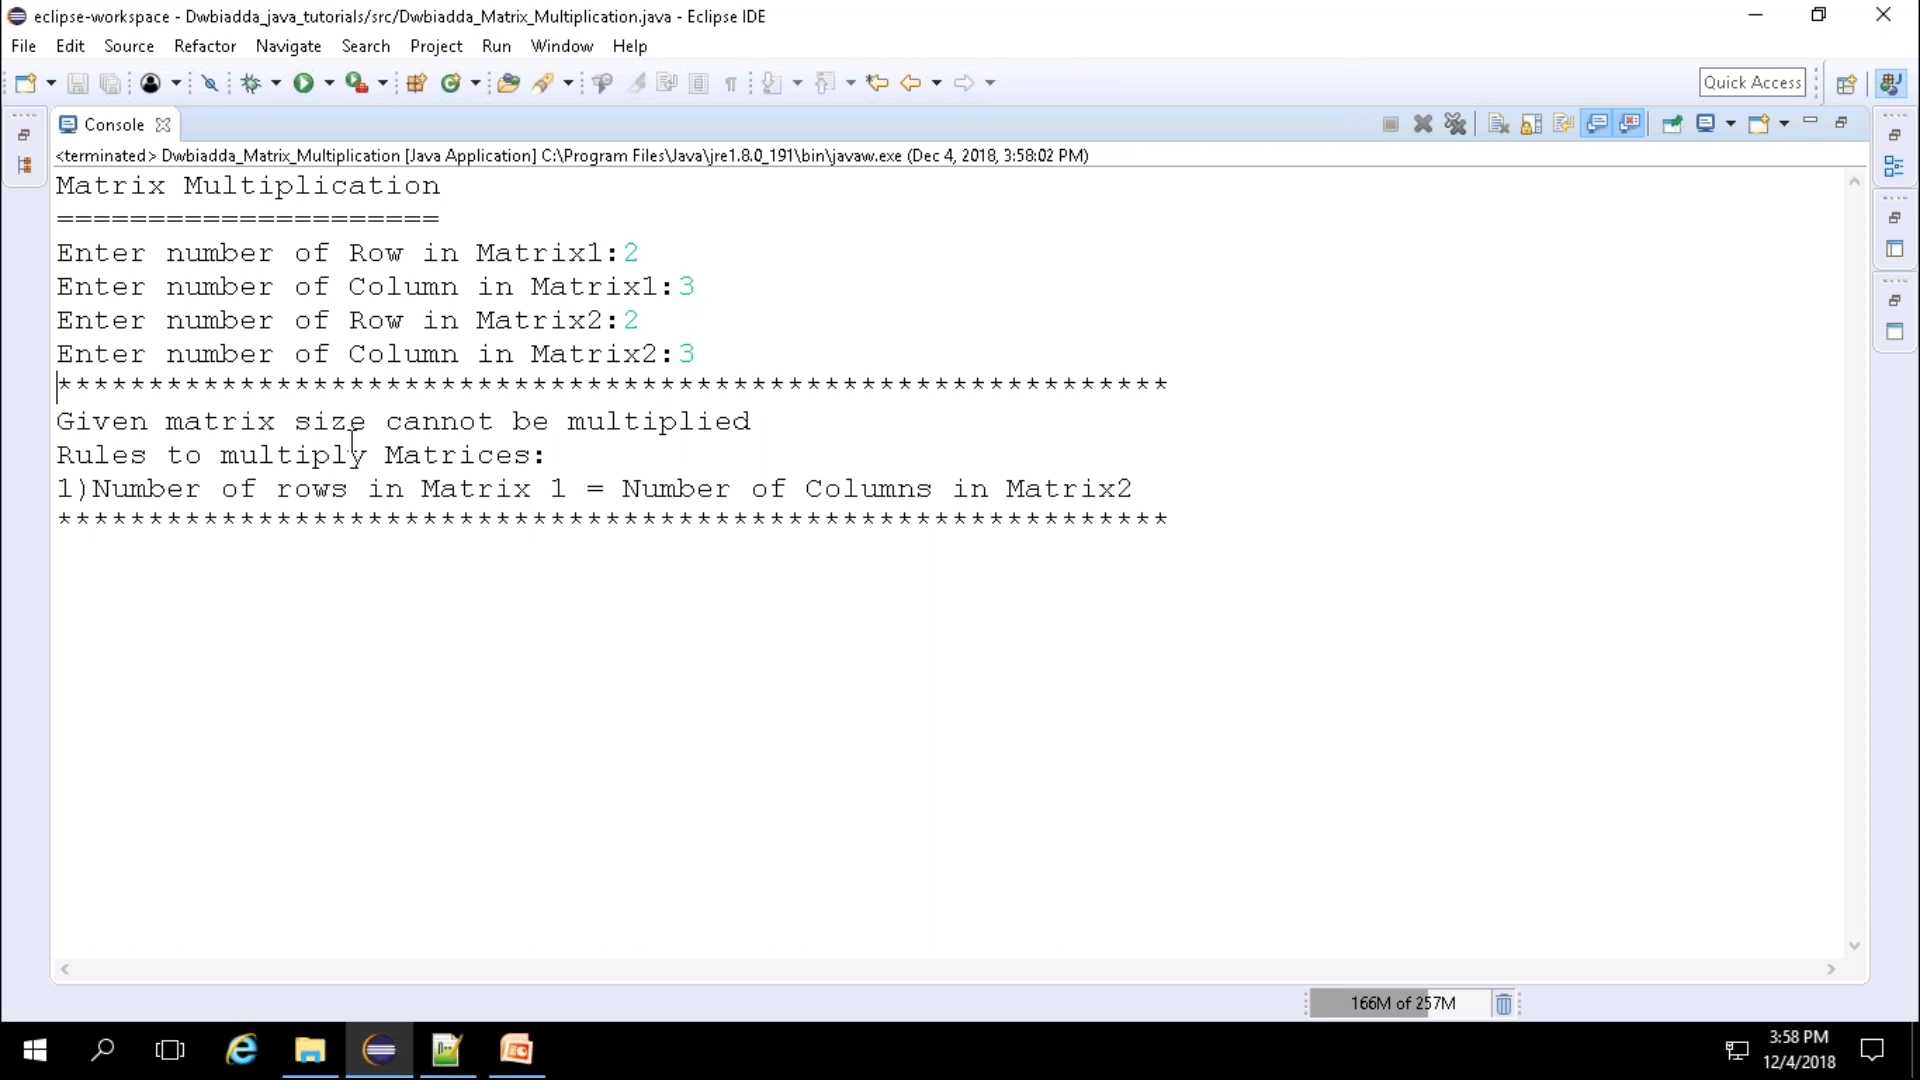 eclipse-workspace - Dwbiadda_java_tutorials/src/Dwbiadda_Matrix_Multiplication.java - Eclipse IDE
File Edit Source Refactor Navigate Search Project Run Window Help
Quick Access
Console
<terminated> Dwbiadda_Matrix_Multiplication [Java Application] C:\Program Files\Java\jre1.8.0_191\bin\javaw.exe (Dec 4, 2018, 3:58:02 PM)
Matrix Multiplication
=====================
Enter number of Row in Matrix1:2
Enter number of Column in Matrix1:3
Enter number of Row in Matrix2:2
Enter number of Column in Matrix2:3
*************************************************************
Given matrix size cannot be multiplied
Rules to multiply Matrices:
1)Number of rows in Matrix 1 = Number of Columns in Matrix2
*************************************************************
166M of 257M
3:58 PM
12/4/2018